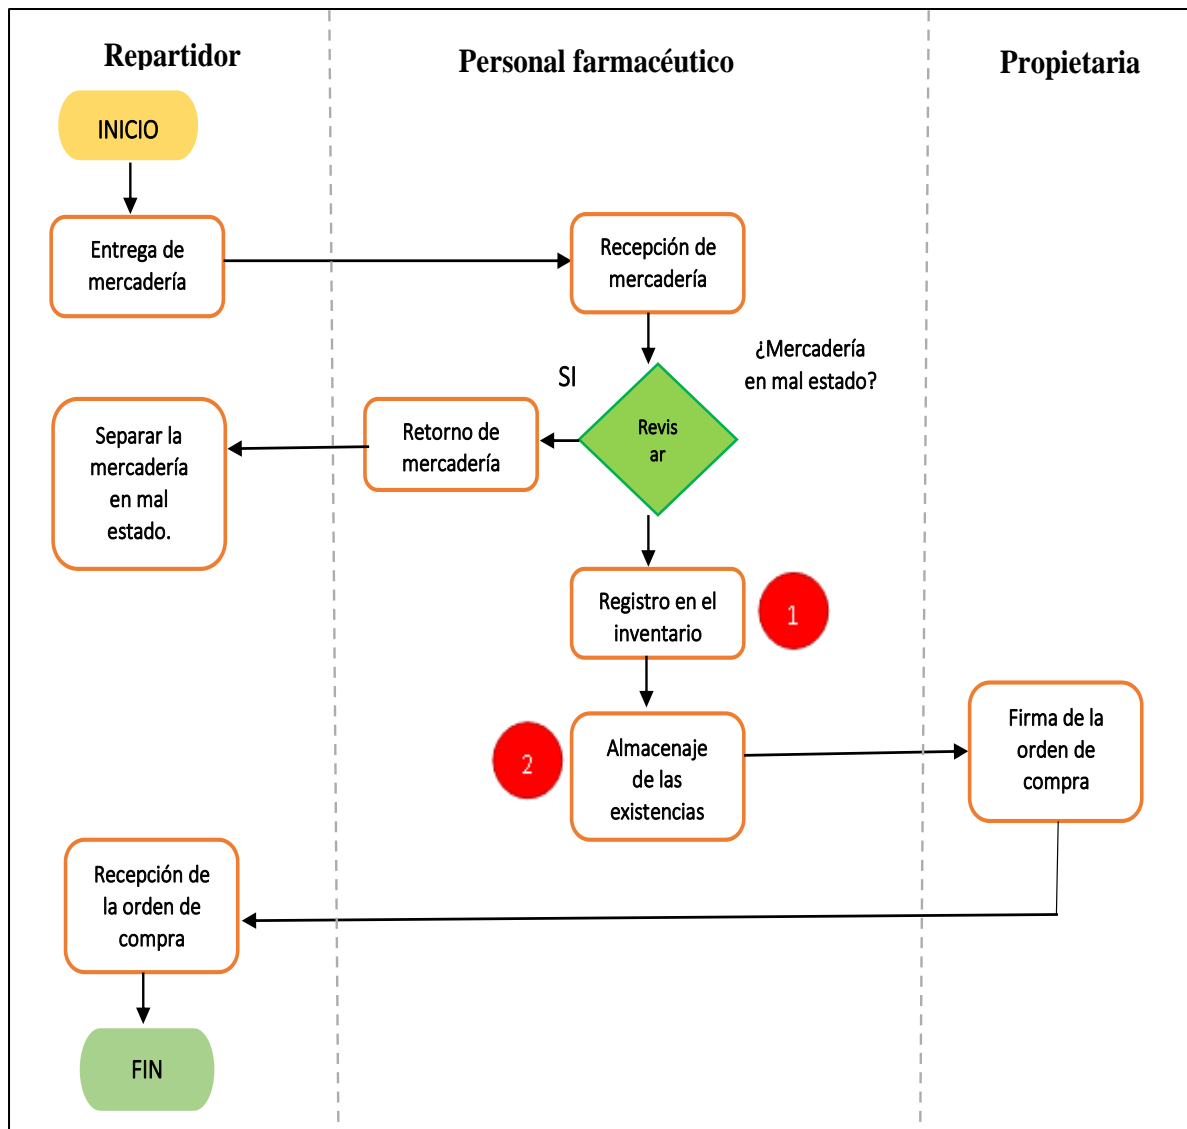 Repartidor
Personal farmacéutico
Propietaria
INICIO
Entrega de
mercadería
Recepción de
mercadería
¿Mercadería
en mal estado?
SI
Revis
ar
Retorno de
mercadería
Separar la
mercadería
en mal
estado.
Registro en el
inventario
1
2
Almacenaje
de las
existencias
Firma de la
orden de
compra
Recepción de
la orden de
compra
FIN